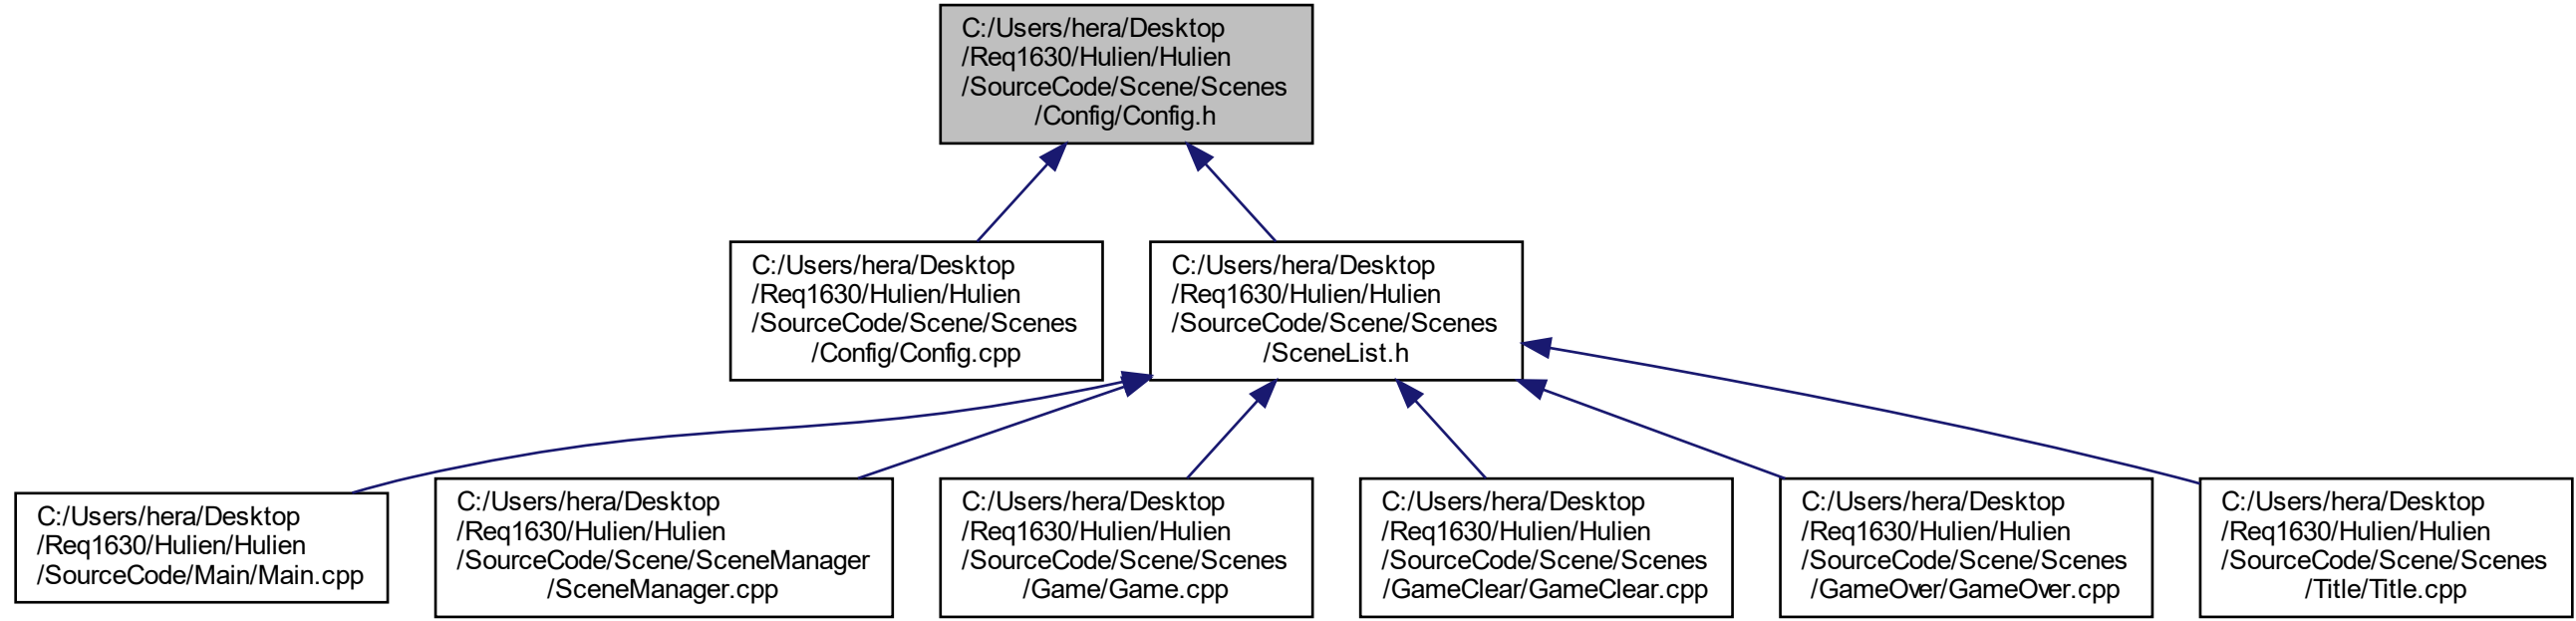 C:/Users/hera/Desktop
/Req1630/Hulien/Hulien
/SourceCode/Scene/Scenes
/Config/Config.h
C:/Users/hera/Desktop
/Req1630/Hulien/Hulien
/SourceCode/Scene/Scenes
/Config/Config.cpp
C:/Users/hera/Desktop
/Req1630/Hulien/Hulien
/SourceCode/Scene/Scenes
/SceneList.h
C:/Users/hera/Desktop
/Req1630/Hulien/Hulien
/SourceCode/Main/Main.cpp
C:/Users/hera/Desktop
/Req1630/Hulien/Hulien
/SourceCode/Scene/SceneManager
/SceneManager.cpp
C:/Users/hera/Desktop
/Req1630/Hulien/Hulien
/SourceCode/Scene/Scenes
/Game/Game.cpp
C:/Users/hera/Desktop
/Req1630/Hulien/Hulien
/SourceCode/Scene/Scenes
/GameClear/GameClear.cpp
C:/Users/hera/Desktop
/Req1630/Hulien/Hulien
/SourceCode/Scene/Scenes
/GameOver/GameOver.cpp
C:/Users/hera/Desktop
/Req1630/Hulien/Hulien
/SourceCode/Scene/Scenes
/Title/Title.cpp